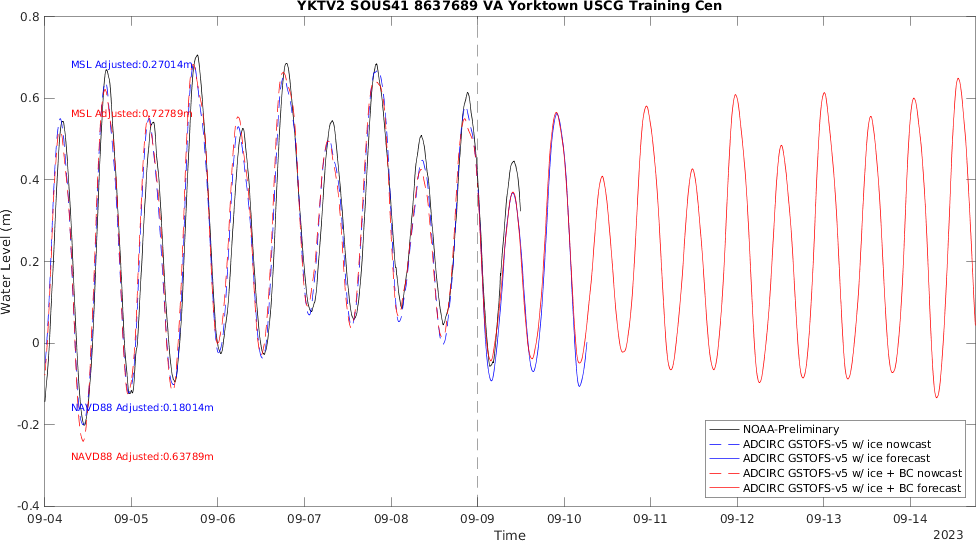 YKTV2 SOUS41 8637689 VA Yorktown USCG Training Cen
0.8
MSL Adjusted:0.27014m
0.6
MSL Adjusted:0.72789m
0.4
Water Level (m)
0.2
0
NAVD88 Adjusted:0.18014m
-0.2
NAVD88 Adjusted:0.63789m
NOAA-Preliminary
ADCIRC GSTOFS-v5 w/ ice nowcast
ADCIRC GSTOFS-v5 w/ ice forecast
ADCIRC GSTOFS-v5 w/ ice + BC nowcast
ADCIRC GSTOFS-v5 w/ ice + BC forecast
-0.4
09-04 09-05 09-06 09-07 09-08 09-09 09-10 09-11 09-12 09-13 09-14
Time
2023